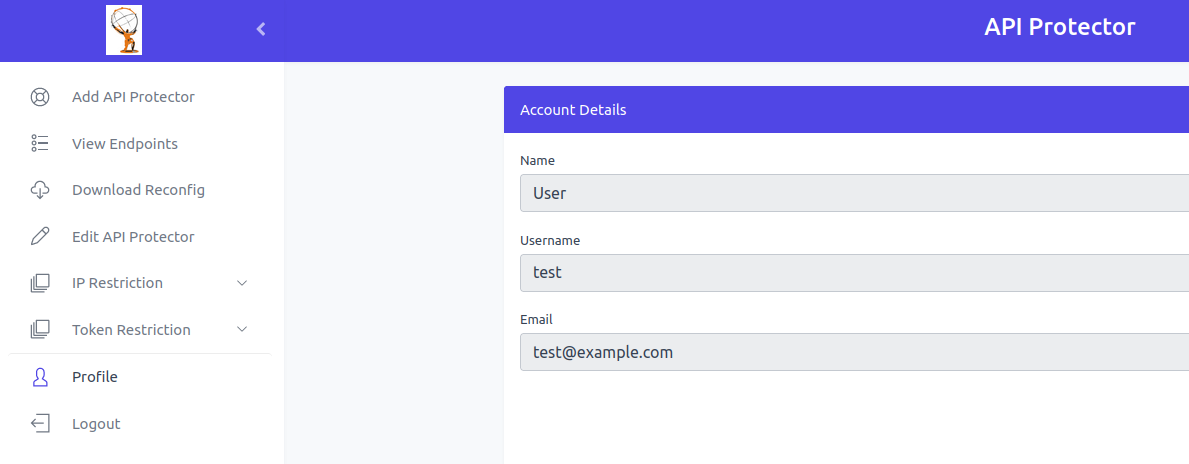 API Protector
Add API Protector
View Endpoints
Download Reconfig
Edit API Protector
IP Restriction
Token Restriction
Profile
Logout
Account Details
Name
User
Username
test
Email
test@example.com